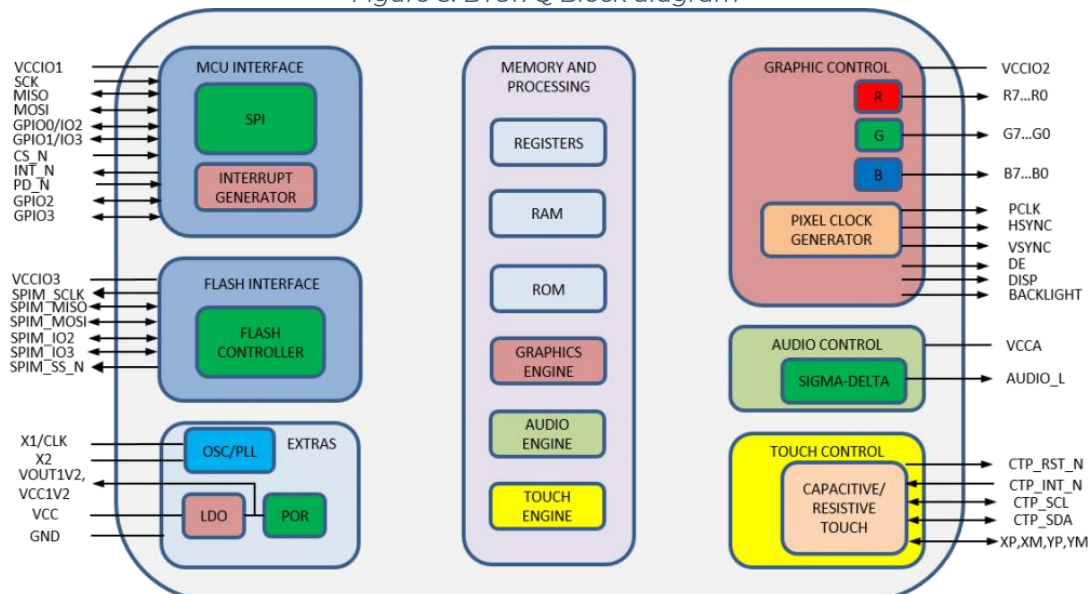 VCCIO1
SCK
MISO
MOSI
GPIO0/IO2
GPIO1/IO3
CS_N
INT_N
PD_N
GPIO2
GPIO3
MCU INTERFACE
SPI
INTERRUPT
GENERATOR
VCCIO3
SPIM_SCLK
SPIM_MISO
SPIM_MOSI
SPIM_IO2
SPIM_IO3
SPIM_SS_N
FLASH INTERFACE
FLASH
CONTROLLER
X1/CLK
X2
VOUT1V2,
VCC1V2
VCC
GND
OSC/PLL
EXTRAS
LDO
POR
MEMORY AND
PROCESSING
REGISTERS
RAM
ROM
GRAPHICS
ENGINE
AUDIO
ENGINE
TOUCH
ENGINE
GRAPHIC CONTROL
R
G
B
PIXEL CLOCK
GENERATOR
VCCIO2
R7...R0
G7...G0
B7...B0
PCLK
HSYNC
VSYNC
DE
DISP
BACKLIGHT
AUDIO CONTROL
SIGMA-DELTA
VCCA
AUDIO_L
TOUCH CONTROL
CAPACITIVE/
RESISTIVE
TOUCH
CTP_RST_N
CTP_INT_N
CTP_SCL
CTP_SDA
XP,XM,YP,YM